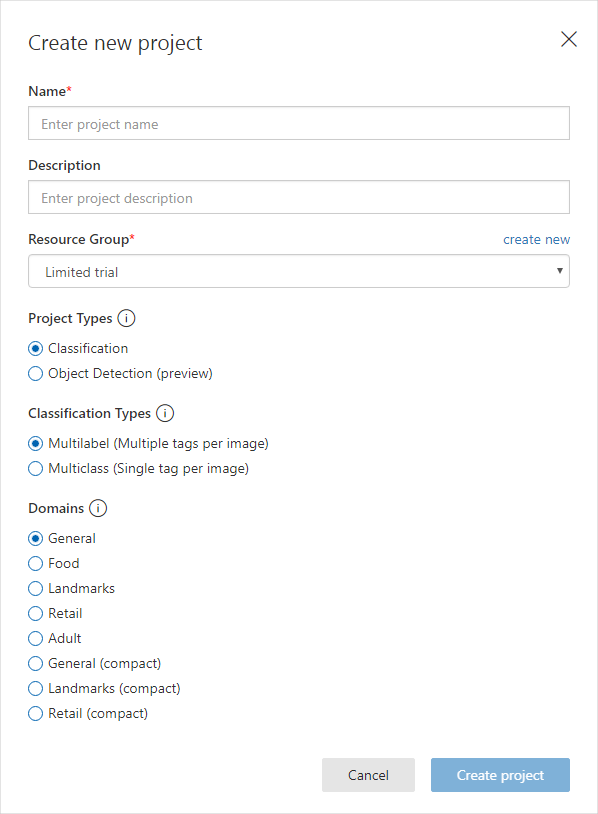 Create new project
Name*
Enter project name
Description
Enter project description
Resource Group* create new
Limited trial
Project Types i
Classification
Object Detection (preview)
Classification Types i
Multilabel (Multiple tags per image)
Multiclass (Single tag per image)
Domains i
General
Food
Landmarks
Retail
Adult
General (compact)
Landmarks (compact)
Retail (compact)
Cancel Create project